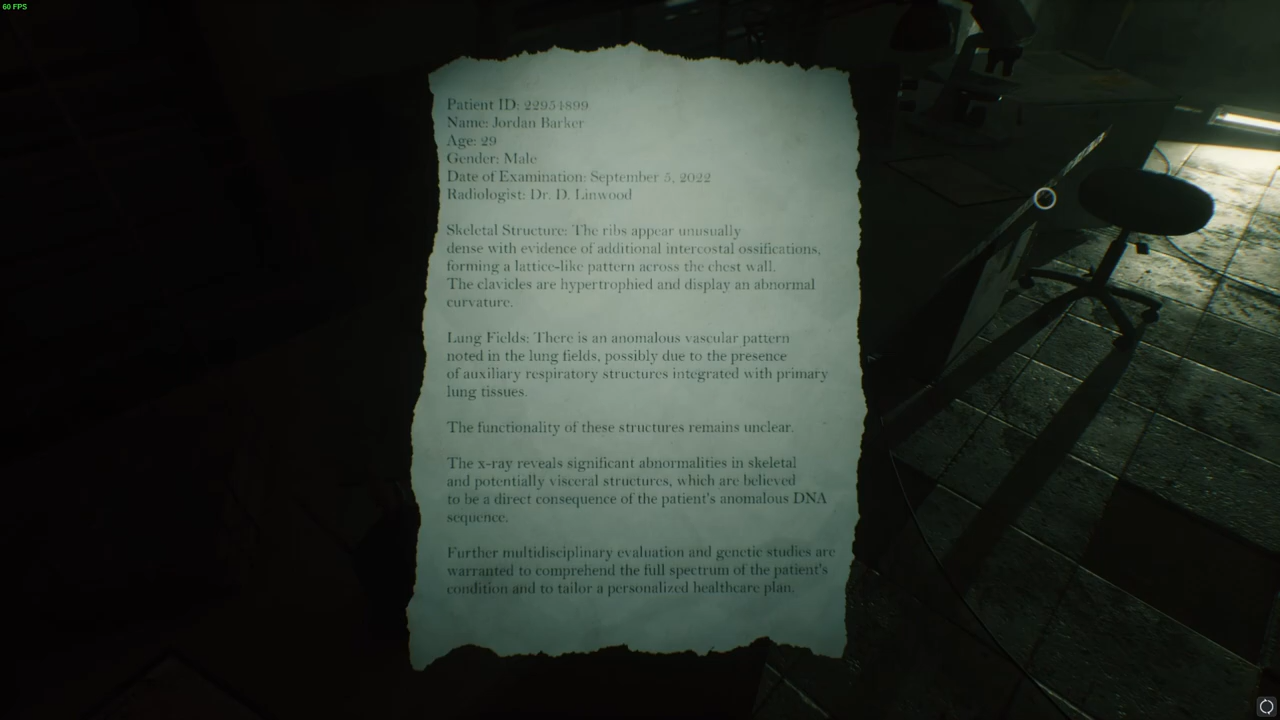 60 FPS
Patient ID: 22954899
Name: Jordan Barker
Age: 29
Gender: Male
Date of Examination: September 5, 2022
Radiologist: Dr. D. Linwood
Skeletal Structure: The ribs appear unusually
dense with evidence of additional intercostal ossifications,
forming a lattice-like pattern across the chest wall.
The clavicles are hypertrophied and display an abnormal
curvature.
Lung Fields: There is an anomalous vascular pattern
noted in the lung fields, possibly due to the presence
of auxiliary respiratory structures integrated with primary
lung tissues.
The functionality of these structures remains unclear.
The x-ray reveals significant abnormalities in skeletal
and potentially visceral structures, which are believed
to be a direct consequence of the patient's anomalous DNA
sequence.
Further multidisciplinary evaluation and genetic studies are
warranted to comprehend the full spectrum of the patient's
condition and to tailor a personalized healthcare plan.